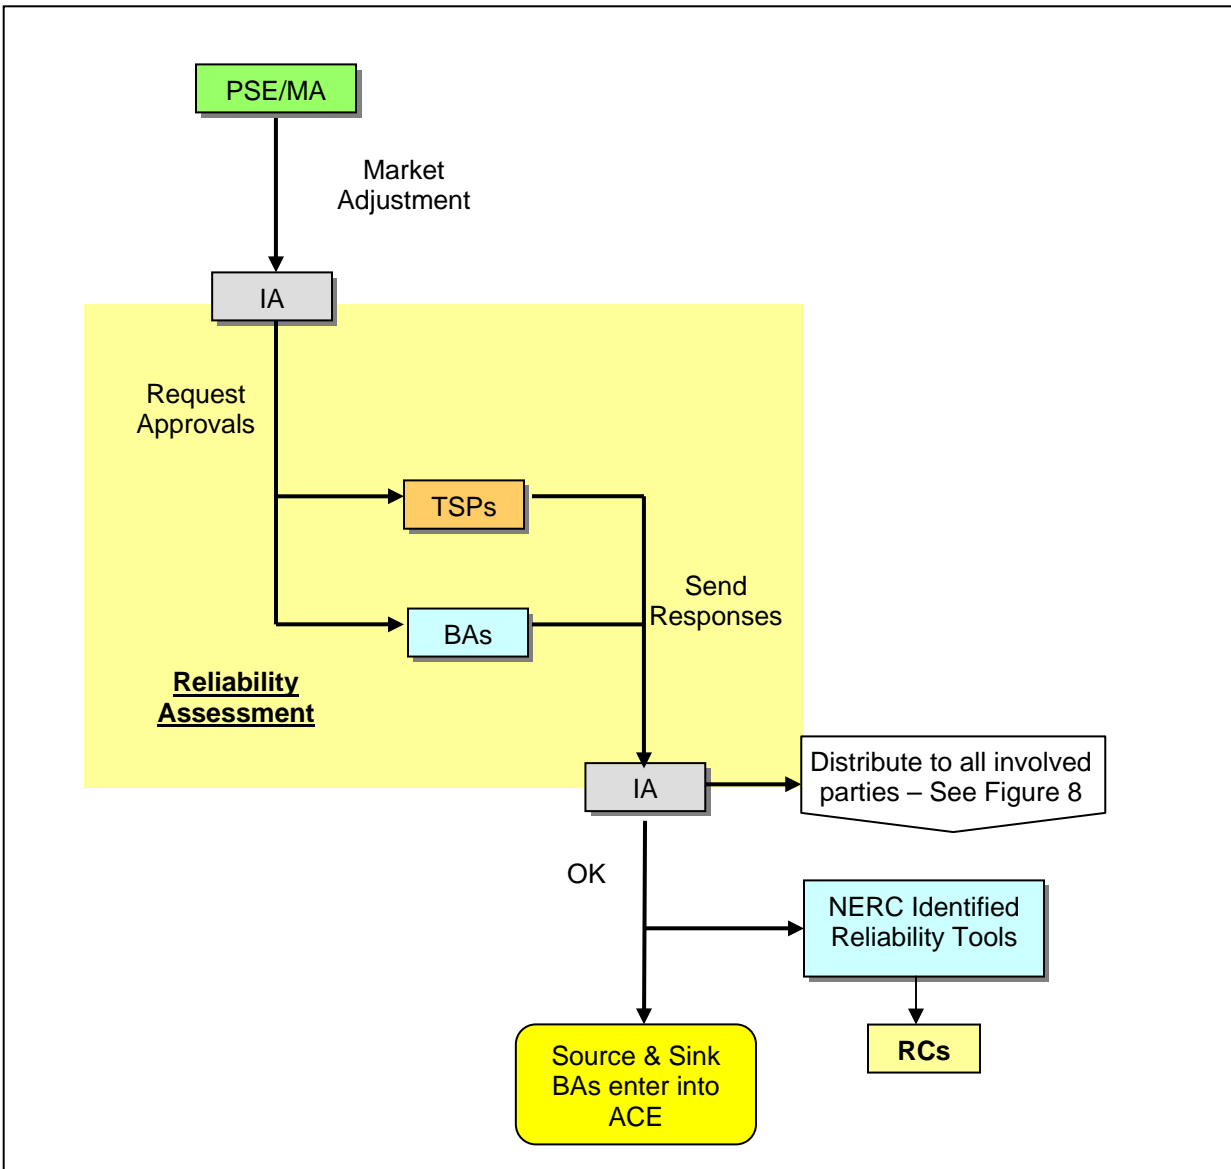 PSE/MA
Market
Adjustment
IA
Request
Approvals
TSPs
Send
Responses
BAs
Reliability
Assessment
IA
Distribute to all involved
parties – See Figure 8
OK
NERC Identified
Reliability Tools
Source & Sink
BAs enter into
ACE
RCs